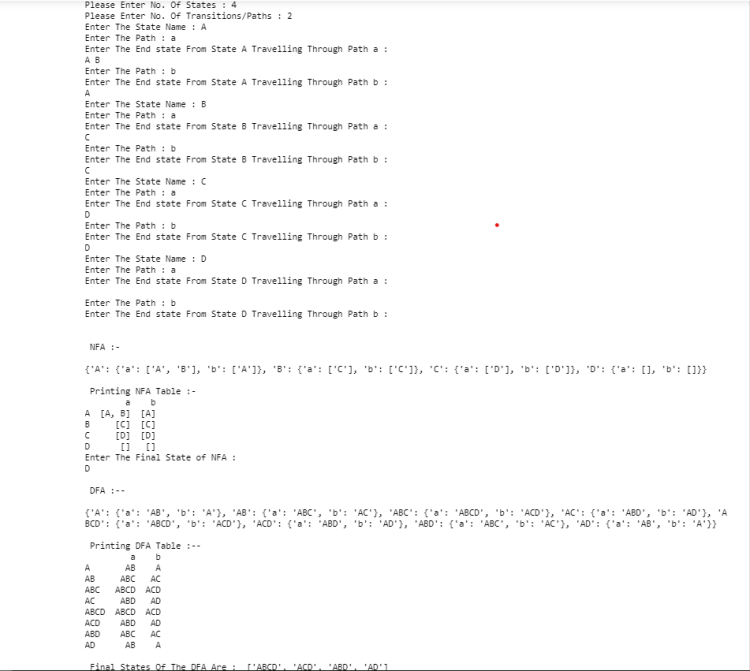 Please Enter No. Of States : 4
Please Enter No. Of Transitions/Paths : 2
Enter The State Name : A
Enter The Path : a
Enter The End state From State A Travelling Through Path a :
A B
Enter The Path : b
Enter The End state From State A Travelling Through Path b :
A
Enter The State Name : B
Enter The Path : a
Enter The End state From State B Travelling Through Path a :
C
Enter The Path : b
Enter The End state From State B Travelling Through Path b :
C
Enter The State Name : C
Enter The Path : a
Enter The End state From State C Travelling Through Path a :
D
Enter The Path : b
Enter The End state From State C Travelling Through Path b :
D
Enter The State Name : D
Enter The Path : a
Enter The End state From State D Travelling Through Path a :
Enter The Path : b
Enter The End state From State D Travelling Through Path b :
NFA :-
{'A': {'a': ['A', 'B'], 'b': ['A']}, 'B': {'a': ['C'], 'b': ['C']}, 'C': {'a': ['D'], 'b': ['D']}, 'D': {'a': [], 'b': []}}
Printing NFA Table :-
a b
A [A, B] [A]
B [C] [C]
C [D] [D]
D [] []
Enter The Final State of NFA :
D
DFA :--
{'A': {'a': 'AB', 'b': 'A'}, 'AB': {'a': 'ABC', 'b': 'AC'}, 'ABC': {'a': 'ABCD', 'b': 'ACD'}, 'AC': {'a': 'ABD', 'b': 'AD'}, 'A
BCD': {'a': 'ABCD', 'b': 'ACD'}, 'ACD': {'a': 'ABD', 'b': 'AD'}, 'ABD': {'a': 'ABC', 'b': 'AC'}, 'AD': {'a': 'AB', 'b': 'A'}}
Printing DFA Table :--
a b
A AB A
AB ABC AC
ABC ABCD ACD
AC ABD AD
ABCD ABCD ACD
ACD ABD AD
ABD ABC AC
AD AB A
Final States Of The DFA Are : ['ABCD', 'ACD', 'ABD', 'AD']